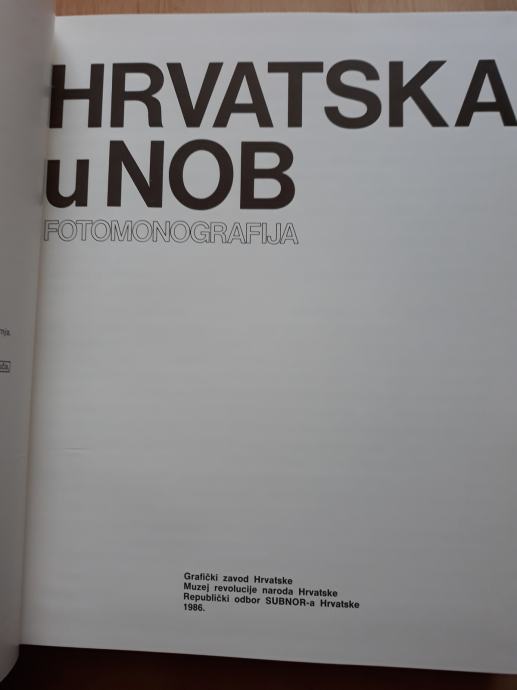 HRVATSKA
u NOB
FOTOMONOGRAFIJA
Grafički zavod Hrvatske
Muzej revolucije naroda Hrvatske
Republički odbor SUBNOR-a Hrvatske
1986.